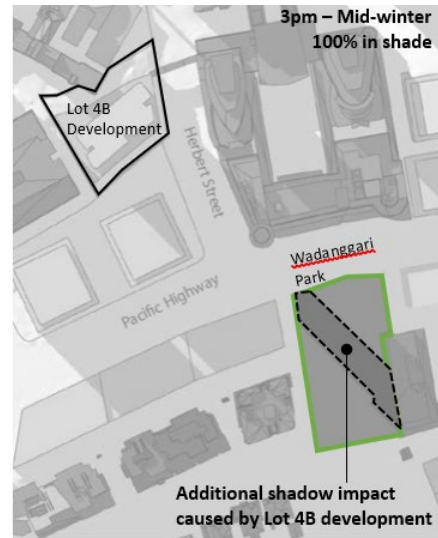 3pm – Mid-winter
100% in shade
Lot 4B
Development
Herbert Street
Wadanggari
Park
Pacific Highway
Additional shadow impact
caused by Lot 4B development